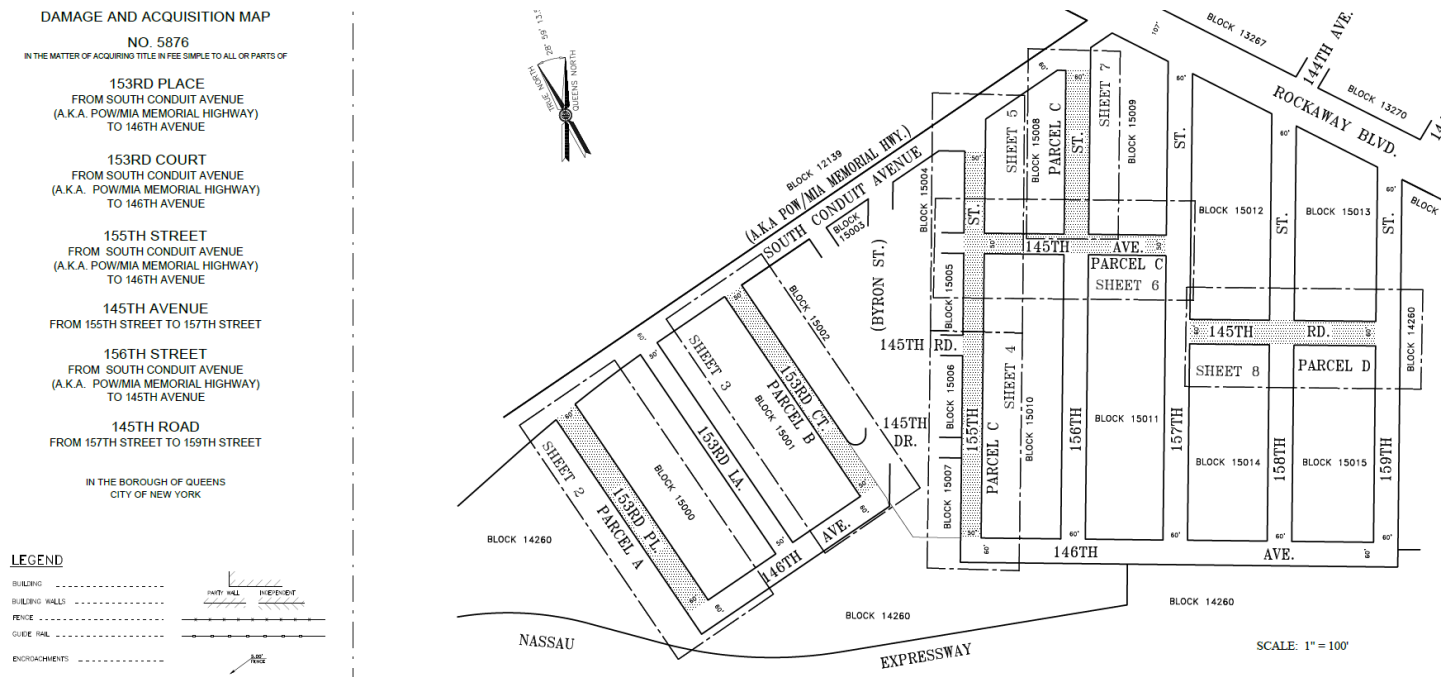 DAMAGE AND ACQUISITION MAP
NO. 5876
IN THE MATTER OF ACQUIRING TITLE IN FEE SIMPLE TO ALL OR PARTS OF
153RD PLACE
FROM SOUTH CONDUIT AVENUE
(A.K.A. POW/MIA MEMORIAL HIGHWAY)
TO 146TH AVENUE
153RD COURT
FROM SOUTH CONDUIT AVENUE
(A.K.A. POW/MIA MEMORIAL HIGHWAY)
TO 146TH AVENUE
155TH STREET
FROM SOUTH CONDUIT AVENUE
(A.K.A. POW/MIA MEMORIAL HIGHWAY)
TO 146TH AVENUE
145TH AVENUE
FROM 155TH STREET TO 157TH STREET
156TH STREET
FROM SOUTH CONDUIT AVENUE
(A.K.A. POW/MIA MEMORIAL HIGHWAY)
TO 145TH AVENUE
145TH ROAD
FROM 157TH STREET TO 159TH STREET
IN THE BOROUGH OF QUEENS
CITY OF NEW YORK
LEGEND
BUILDING
BUILDING WALLS
PARTY WALL
INDEPENDENT
FENCE
GUIDE RAIL
ENCROACHMENTS
FENCE
TRUE NORTH
QUEENS NORTH
BLOCK 12139
(A.K.A POW/MIA MEMORIAL HWY.)
SOUTH CONDUIT AVENUE
BLOCK 13267
144TH AVE.
BLOCK 13270
ROCKAWAY BLVD.
107'
BLOCK
15003
BLOCK 15004
(BYRON ST.)
SHEET 5
BLOCK 15008
PARCEL C
ST.
SHEET 7
BLOCK 15009
ST.
BLOCK 15012
ST.
BLOCK 15013
ST.
BLOCK
ST.
145TH AVE.
PARCEL C
SHEET 6
BLOCK 15005
BLOCK 15002
145TH RD.
145TH RD.
BLOCK 14260
SHEET 8
PARCEL D
BLOCK 15006
SHEET 4
PARCEL C
BLOCK 15010
155TH
156TH
BLOCK 15011
157TH
BLOCK 15014
158TH
BLOCK 15015
159TH
145TH
DR.
BLOCK 15007
SHEET 3
153RD CT.
PARCEL B
BLOCK 15001
153RD LA.
BLOCK 15000
SHEET 2
153RD PL.
PARCEL A
146TH AVE.
146TH AVE.
BLOCK 14260
BLOCK 14260
BLOCK 14260
NASSAU EXPRESSWAY
SCALE: 1" = 100'